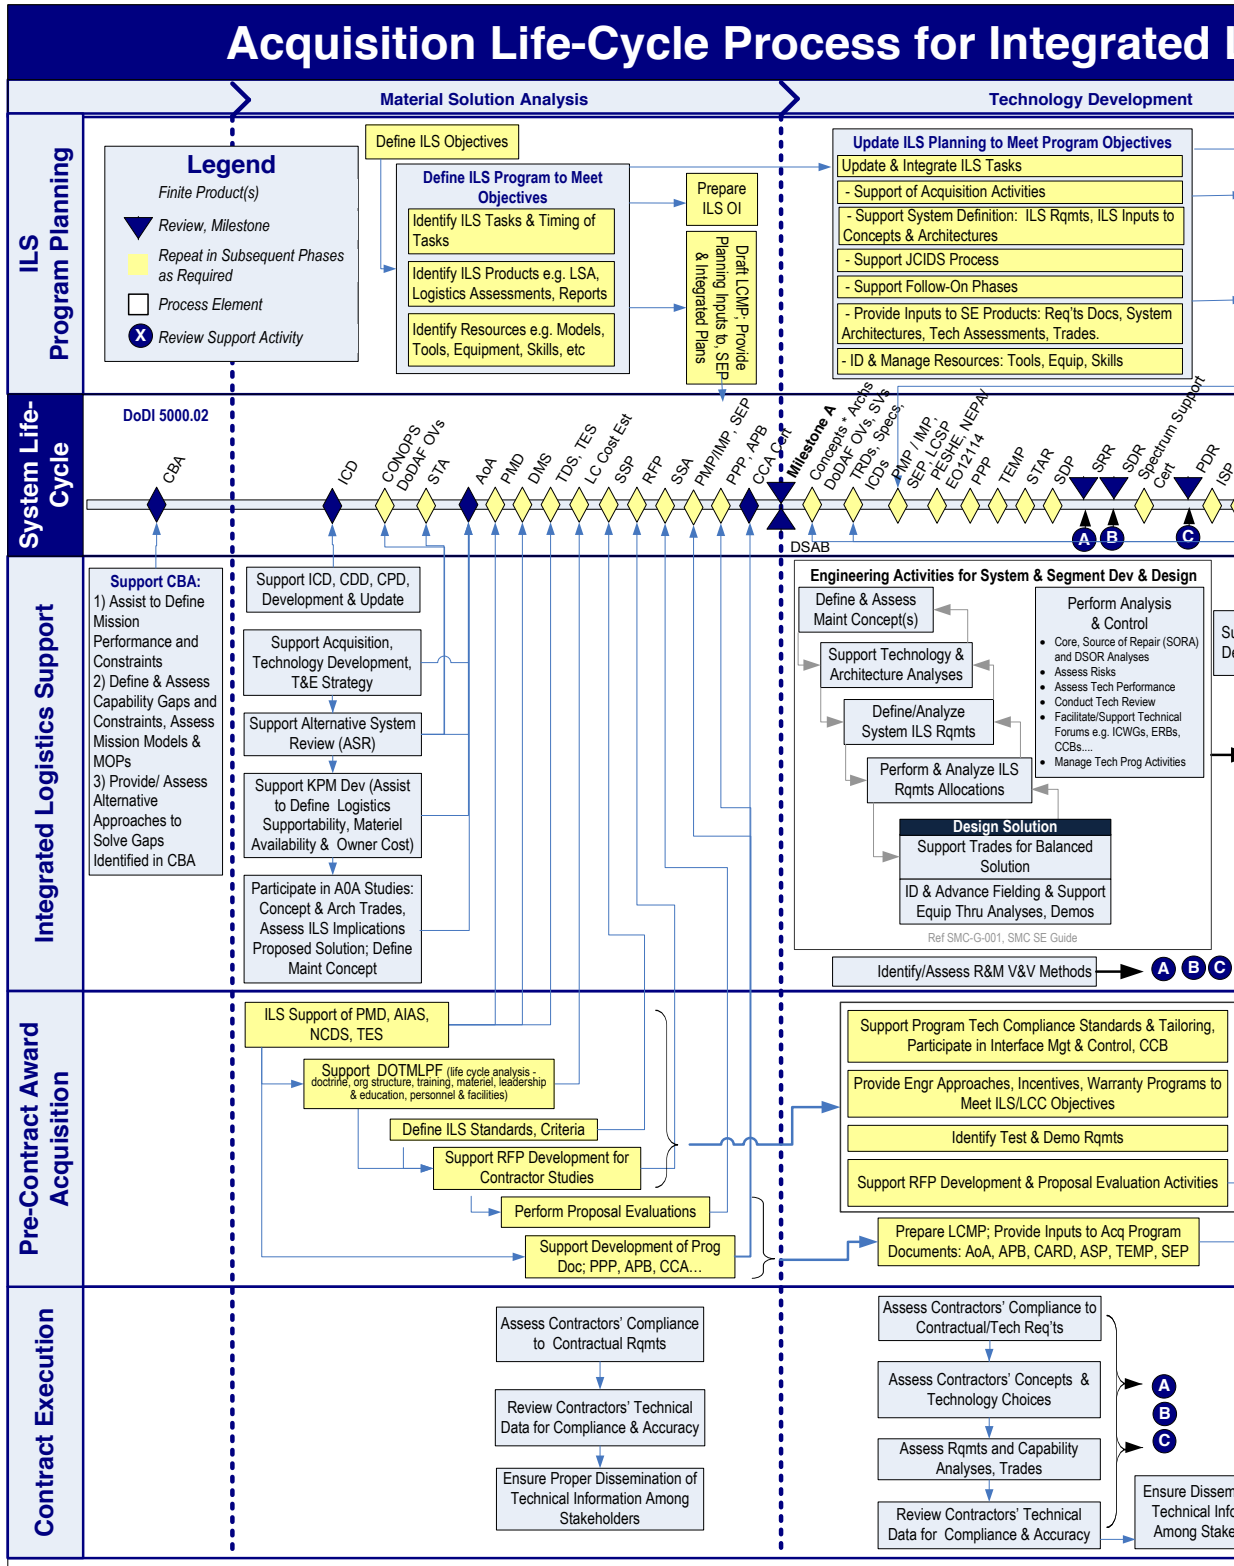 Acquisition Life-Cycle Process for Integrated
Material Solution Analysis
Technology Development
ILS
Program Planning
Legend
Finite Product(s)
Review, Milestone
Repeat in Subsequent Phases
as Required
Process Element
X
Review Support Activity
Define ILS Objectives
Define ILS Program to Meet
Objectives
Identify ILS Tasks & Timing of
Tasks
Identify ILS Products e.g. LSA,
Logistics Assessments, Reports
Identify Resources e.g. Models,
Tools, Equipment, Skills, etc
Prepare
ILS OI
Draft LCMP; Provide
Planning Inputs to, SEP
& Integrated Plans
Update ILS Planning to Meet Program Objectives
Update & Integrate ILS Tasks
- Support of Acquisition Activities
- Support System Definition: ILS Rqmts, ILS Inputs to
Concepts & Architectures
- Support JCIDS Process
- Support Follow-On Phases
- Provide Inputs to SE Products: Req'ts Docs, System
Architectures, Tech Assessments, Trades.
- ID & Manage Resources: Tools, Equip, Skills
System Life-
Cycle
DoDI 5000.02
CBA
ICD
CONOPS
DoDAF OVs
STA
AoA
PMD
DMS
TDS, TES
LC Cost Est
SSP
RFP
SSA
PMP/IMP, SEP
PPP, APB
CCA Cert
Milestone A
Concepts * Archs
DoDAF OVs, SVs
TRDs, Specs,
ICDs
PMP / IMP,
SEP, LCSP
PESHE, NEPA/
EO12114
PPP
TEMP
STAR
SDP
SRR
SDR
Spectrum Support
Cert
PDR
ISP
A
B
C
DSAB
Integrated Logistics Support
Support CBA:
1) Assist to Define
Mission
Performance and
Constraints
2) Define & Assess
Capability Gaps and
Constraints, Assess
Mission Models &
MOPs
3) Provide/ Assess
Alternative
Approaches to
Solve Gaps
Identified in CBA
Support ICD, CDD, CPD,
Development & Update
Support Acquisition,
Technology Development,
T&E Strategy
Support Alternative System
Review (ASR)
Support KPM Dev (Assist
to Define Logistics
Supportability, Materiel
Availability & Owner Cost)
Participate in A0A Studies:
Concept & Arch Trades,
Assess ILS Implications
Proposed Solution; Define
Maint Concept
Engineering Activities for System & Segment Dev & Design
Define & Assess
Maint Concept(s)
Support Technology &
Architecture Analyses
Define/Analyze
System ILS Rqmts
Perform & Analyze ILS
Rqmts Allocations
Design Solution
Support Trades for Balanced
Solution
ID & Advance Fielding & Support
Equip Thru Analyses, Demos
Perform Analysis
& Control
• Core, Source of Repair (SORA)
and DSOR Analyses
• Assess Risks
• Assess Tech Performance
• Conduct Tech Review
• Facilitate/Support Technical
Forums e.g. ICWGs, ERBs,
CCBs....
• Manage Tech Prog Activities
Ref SMC-G-001, SMC SE Guide
Identify/Assess R&M V&V Methods
A B C
Pre-Contract Award
Acquisition
ILS Support of PMD, AIAS,
NCDS, TES
Support DOTMLPF (life cycle analysis -
doctrine, org structure, training, materiel, leadership
& education, personnel & facilities)
Define ILS Standards, Criteria
Support RFP Development for
Contractor Studies
Perform Proposal Evaluations
Support Development of Prog
Doc; PPP, APB, CCA…
Support Program Tech Compliance Standards & Tailoring,
Participate in Interface Mgt & Control, CCB
Provide Engr Approaches, Incentives, Warranty Programs to
Meet ILS/LCC Objectives
Identify Test & Demo Rqmts
Support RFP Development & Proposal Evaluation Activities
Prepare LCMP; Provide Inputs to Acq Program
Documents: AoA, APB, CARD, ASP, TEMP, SEP
Contract Execution
Assess Contractors' Compliance
to Contractual Rqmts
Review Contractors' Technical
Data for Compliance & Accuracy
Ensure Proper Dissemination of
Technical Information Among
Stakeholders
Assess Contractors' Compliance to
Contractual/Tech Req'ts
Assess Contractors' Concepts &
Technology Choices
Assess Rqmts and Capability
Analyses, Trades
Review Contractors' Technical
Data for Compliance & Accuracy
A
B
C
Ensure
Technical
Among